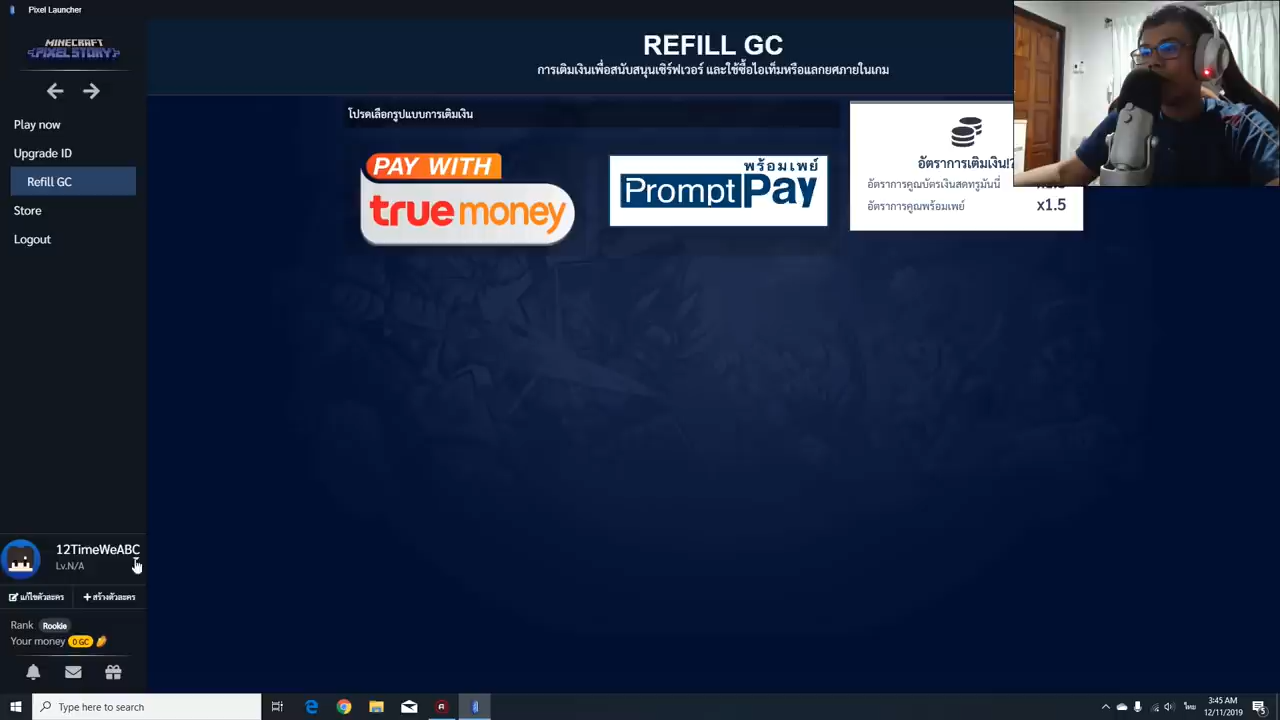 Pixel Launcher
MINECRAFT
PIXEL STORY
Play now
Upgrade ID
Refill GC
Store
Logout
REFILL GC
การเติมเงินเพื่อสนับสนุนเซิร์ฟเวอร์ และใช้ซื้อไอเท็มหรือแลกยศภายในเกม
โปรดเลือกรูปแบบการเติมเงิน
PAY WITH
true money
พร้อมเพย์
Prompt Pay
อัตราการเติมเงิน!?
อัตราการคูณบัตรเงินสดทรูมันนี่
อัตราการคูณพร้อมเพย์ x1.5
12TimeWeABC
Lv.N/A
แก้ไขตัวละคร
+สร้างตัวละคร
Rank Rookie
Your money 0 GC
Type here to search
ไทย
3:45 AM
12/11/2019